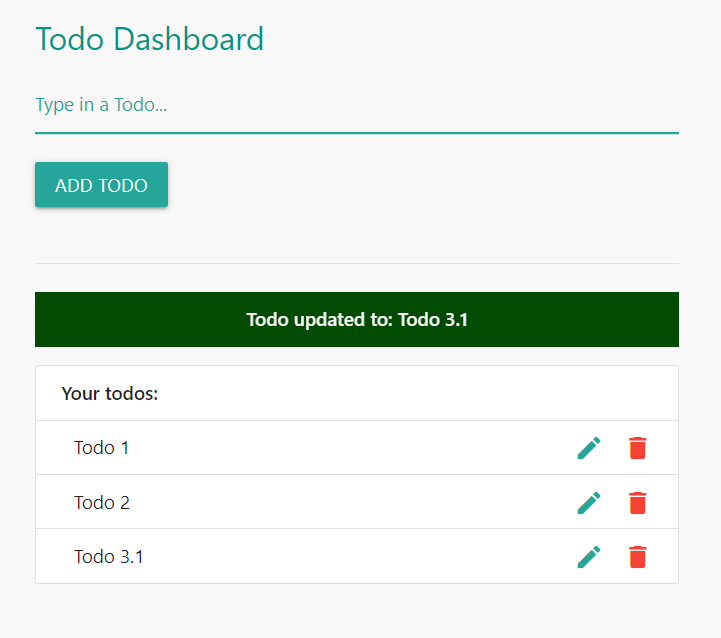 Todo Dashboard
Type in a Todo...
ADD TODO
Todo updated to: Todo 3.1
Your todos:
Todo 1
Todo 2
Todo 3.1